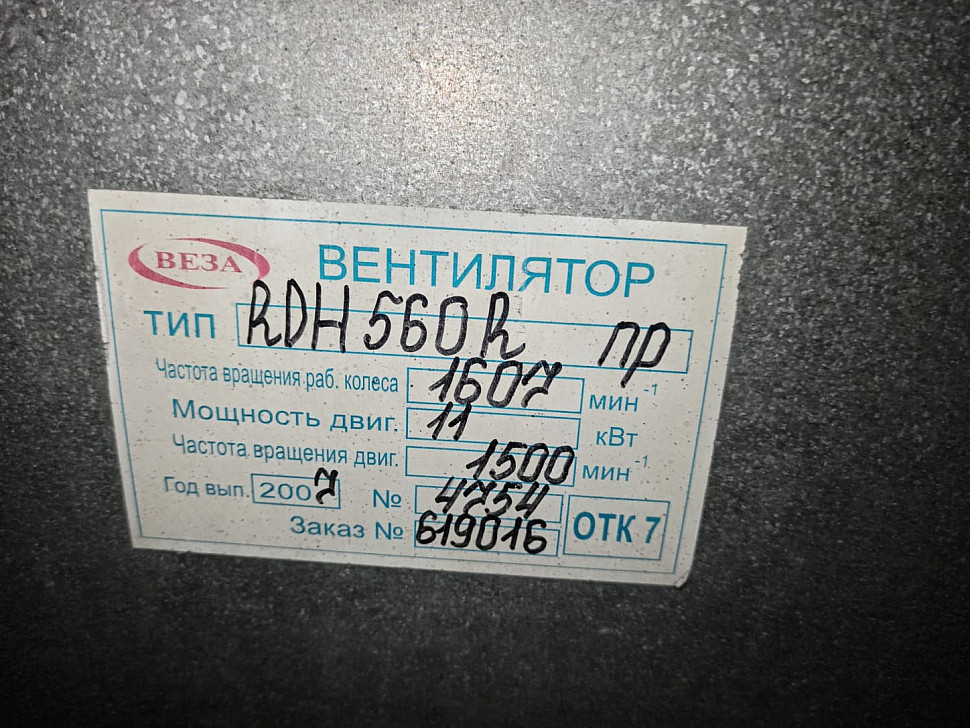 ВЕЗА ВЕНТИЛЯТОР
ТИП RDH 560 R пр
Частота вращения раб. колеса 1607 мин⁻¹
Мощность двиг. 11 кВт
Частота вращения двиг. 1500 мин⁻¹
Год вып. 2007 № 4754
Заказ № 619016 ОТК 7